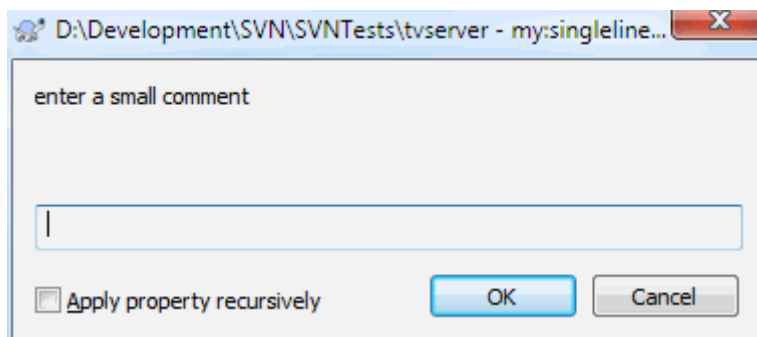 D:\Development\SVN\SVNTests\tvserver - my:singleline...
enter a small comment
Apply property recursively
OK
Cancel